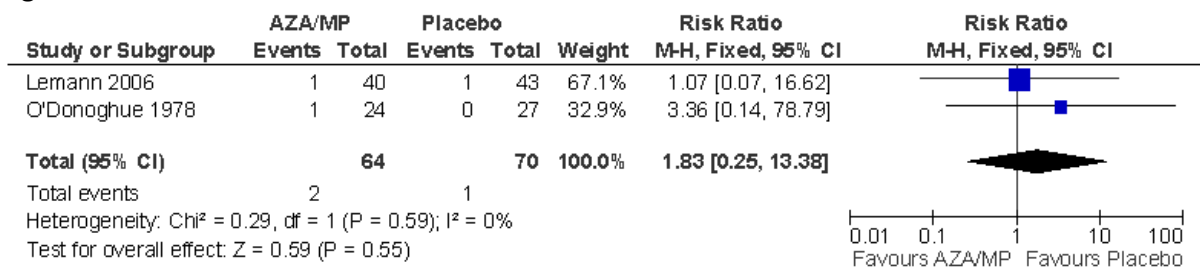 AZA/MP Placebo Risk Ratio Risk Ratio
Study or Subgroup Events Total Events Total Weight M-H, Fixed, 95% CI M-H, Fixed, 95% CI
Lemann 2006 1 40 1 43 67.1% 1.07 [0.07, 16.62]
O'Donoghue 1978 1 24 0 27 32.9% 3.36 [0.14, 78.79]
Total (95% CI) 64 70 100.0% 1.83 [0.25, 13.38]
Total events 2 1
Heterogeneity: Chi² = 0.29, df = 1 (P = 0.59); I² = 0%
Test for overall effect: Z = 0.59 (P = 0.55)
0.01 0.1 1 10 100
Favours AZA/MP Favours Placebo